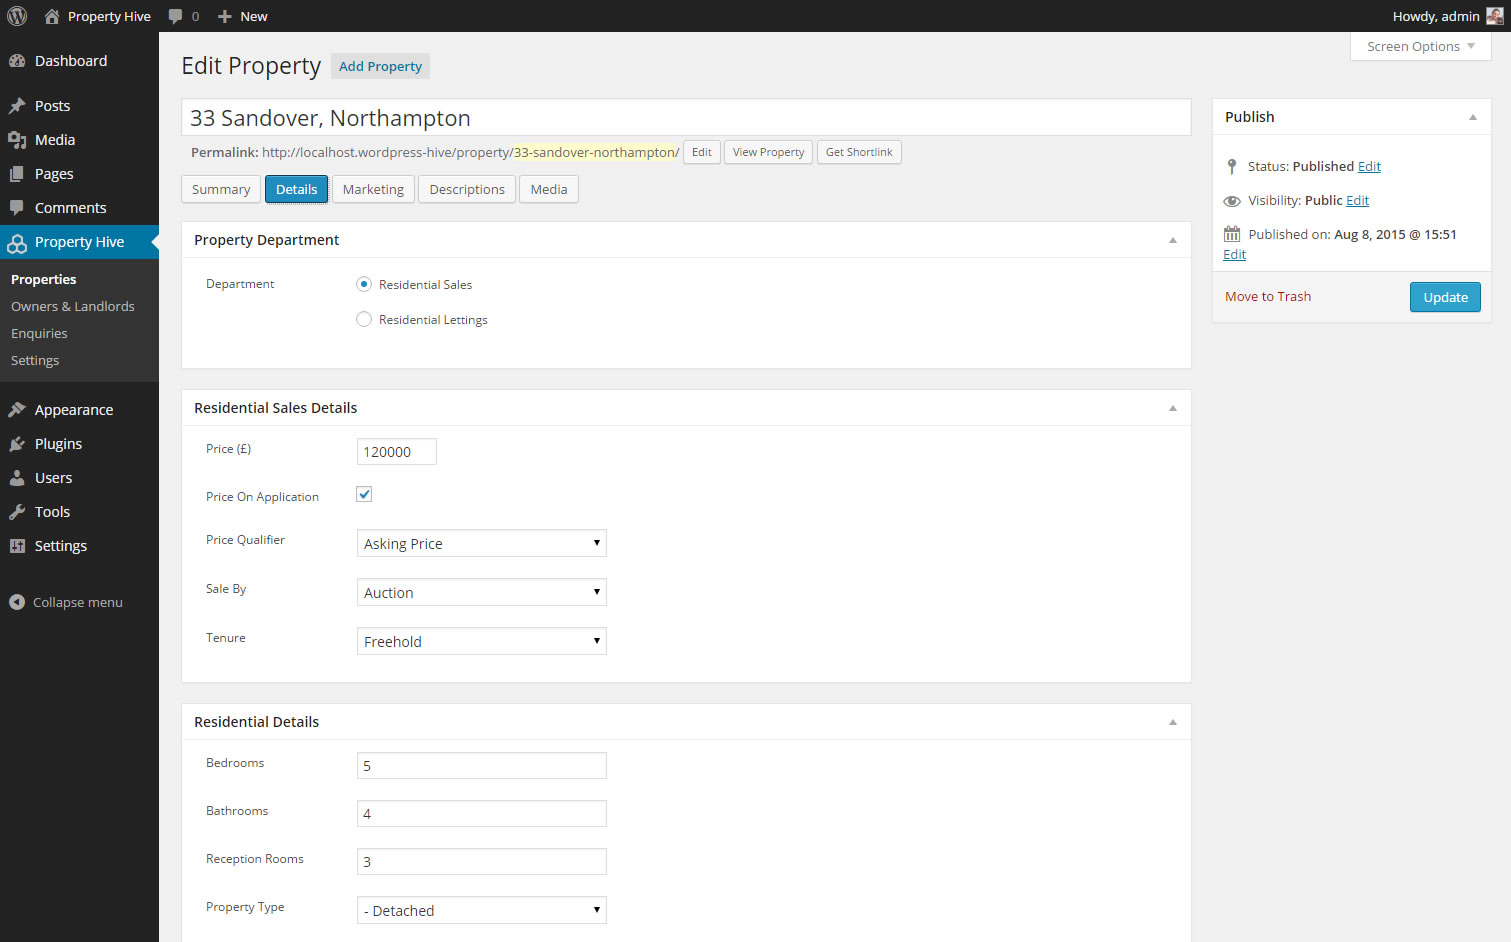 Property Hive 0 New Howdy, admin
Screen Options
Dashboard
Posts
Media
Pages
Comments
Property Hive
Properties
Owners & Landlords
Enquiries
Settings
Appearance
Plugins
Users
Tools
Settings
Collapse menu
Edit Property Add Property
33 Sandover, Northampton
Permalink: http://localhost.wordpress-hive/property/33-sandover-northampton/ Edit View Property Get Shortlink
Summary Details Marketing Descriptions Media
Property Department
Department Residential Sales
Residential Lettings
Residential Sales Details
Price (£) 120000
Price On Application
Price Qualifier Asking Price
Sale By Auction
Tenure Freehold
Residential Details
Bedrooms 5
Bathrooms 4
Reception Rooms 3
Property Type - Detached
Publish
Status: Published Edit
Visibility: Public Edit
Published on: Aug 8, 2015 @ 15:51
Edit
Move to Trash Update